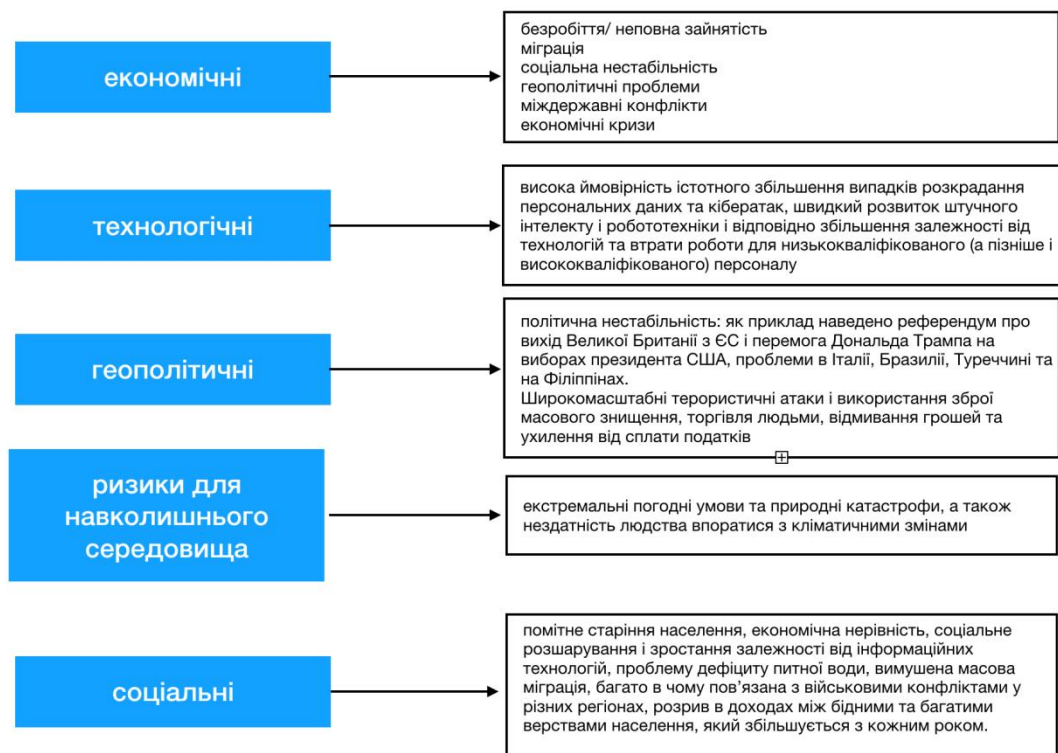 економічні
безробіття/ неповна зайнятість
міграція
соціальна нестабільність
геополітичні проблеми
міждержавні конфлікти
економічні кризи
технологічні
висока ймовірність істотного збільшення випадків розкрадання
персональних даних та кібератак, швидкий розвиток штучного
інтелекту і робототехніки і відповідно збільшення залежності від
технологій та втрати роботи для низькокваліфікованого (а пізніше і
висококваліфікованого) персоналу
геополітичні
політична нестабільність: як приклад наведено референдум про
вихід Великої Британії з ЄС і перемога Дональда Трампа на
виборах президента США, проблеми в Італії, Бразилії, Туреччині та
на Філіппінах.
Широкомасштабні терористичні атаки і використання зброї
масового знищення, торгівля людьми, відмивання грошей та
ухилення від сплати податків
ризики для
навколишнього
середовища
екстремальні погодні умови та природні катастрофи, а також
нездатність людства впоратися з кліматичними змінами
соціальні
помітне старіння населення, економічна нерівність, соціальне
розшарування і зростання залежності від інформаційних
технологій, проблему дефіциту питної води, вимушена масова
міграція, багато в чому пов’язана з військовими конфліктами у
різних регіонах, розрив в доходах між бідними та багатими
верствами населення, який збільшується з кожним роком.